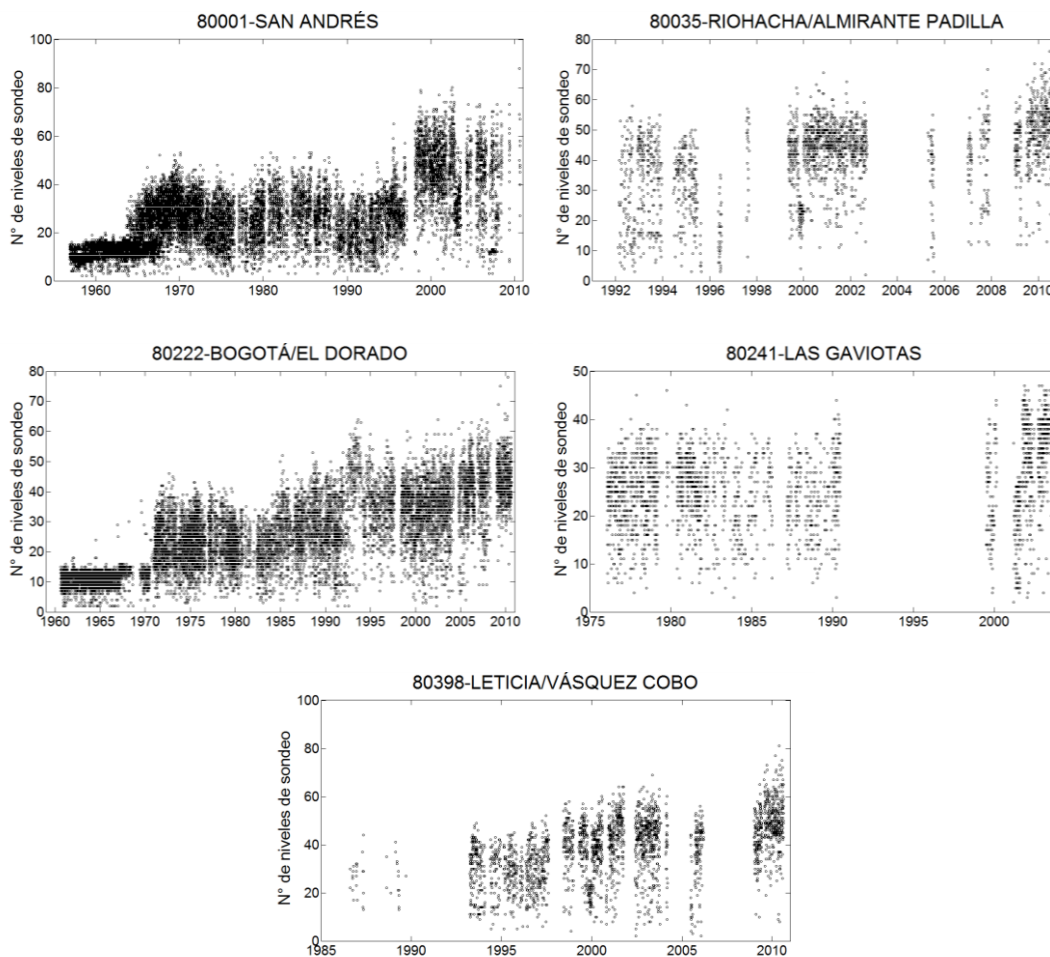 80001-SAN ANDRÉS
N° de niveles de sondeo
100
80
60
40
20
0
1960 1970 1980 1990 2000 2010
80035-RIOHACHA/ALMIRANTE PADILLA
N° de niveles de sondeo
80
70
60
50
40
30
20
10
0
1992 1994 1996 1998 2000 2002 2004 2006 2008 2010
80222-BOGOTÁ/EL DORADO
N° de niveles de sondeo
80
70
60
50
40
30
20
10
0
1960 1965 1970 1975 1980 1985 1990 1995 2000 2005 2010
80241-LAS GAVIOTAS
N° de niveles de sondeo
50
40
30
20
10
0
1975 1980 1985 1990 1995 2000
80398-LETICIA/VÁSQUEZ COBO
N° de niveles de sondeo
100
80
60
40
20
0
1985 1990 1995 2000 2005 2010